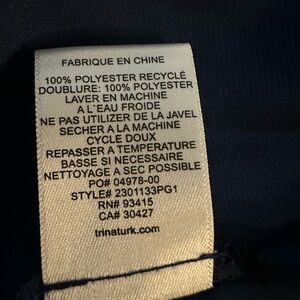 FABRIQUE EN CHINE
100% POLYESTER RECYCLÉ
DOUBLURE: 100% POLYESTER
LAVER EN MACHINE
A L'EAU FROIDE
NE PAS UTILIZER DE LA JAVEL
SECHER A LA MACHINE
CYCLE DOUX
REPASSER A TEMPERATURE
BASSE SI NECESSAIRE
NETTOYAGE A SEC POSSIBLE
PO# 04978-00
STYLE# 2301133PG1
RN# 93415
CA# 30427
trinaturk.com